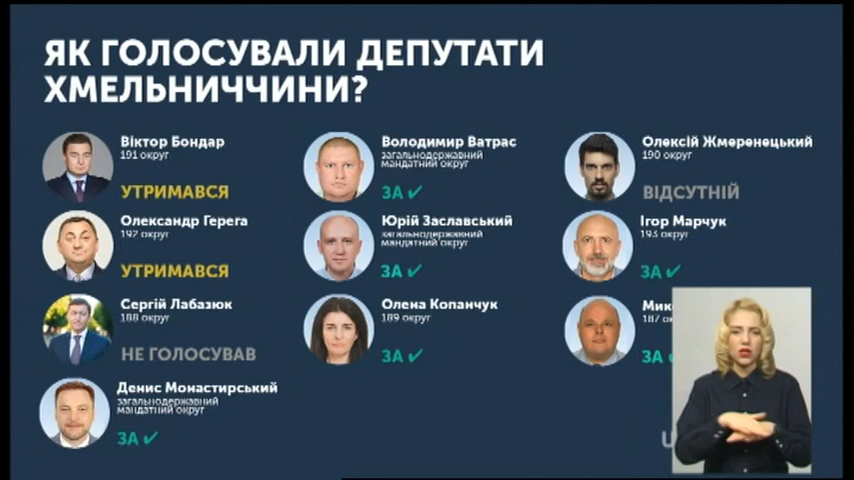 ЯК ГОЛОСУВАЛИ ДЕПУТАТИ
ХМЕЛЬНИЧЧИНИ?
Віктор Бондар
191 округ
УТРИМАВСЯ
Володимир Ватрас
загальнодержавний
мандатний округ
ЗА
Олексій Жмеренецький
190 округ
ВІДСУТНІЙ
Олександр Герега
192 округ
УТРИМАВСЯ
Юрій Заславський
загальнодержавний
мандатний округ
ЗА
Ігор Марчук
193 округ
ЗА
Сергій Лабазюк
188 округ
НЕ ГОЛОСУВАВ
Олена Копанчук
189 округ
ЗА
187
ЗА
Денис Монастирський
загальнодержавний
мандатний округ
ЗА